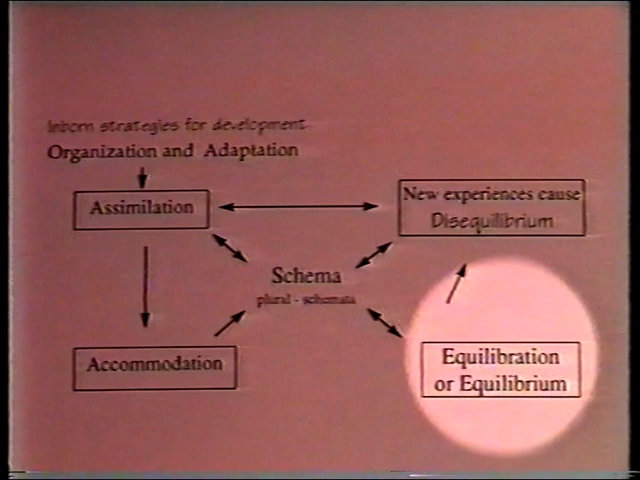 Inborn strategies for development
Organization and Adaptation
Assimilation
New experiences cause
Disequilibrium
Schema
plural - schemata
Accommodation
Equilibration
or Equilibrium